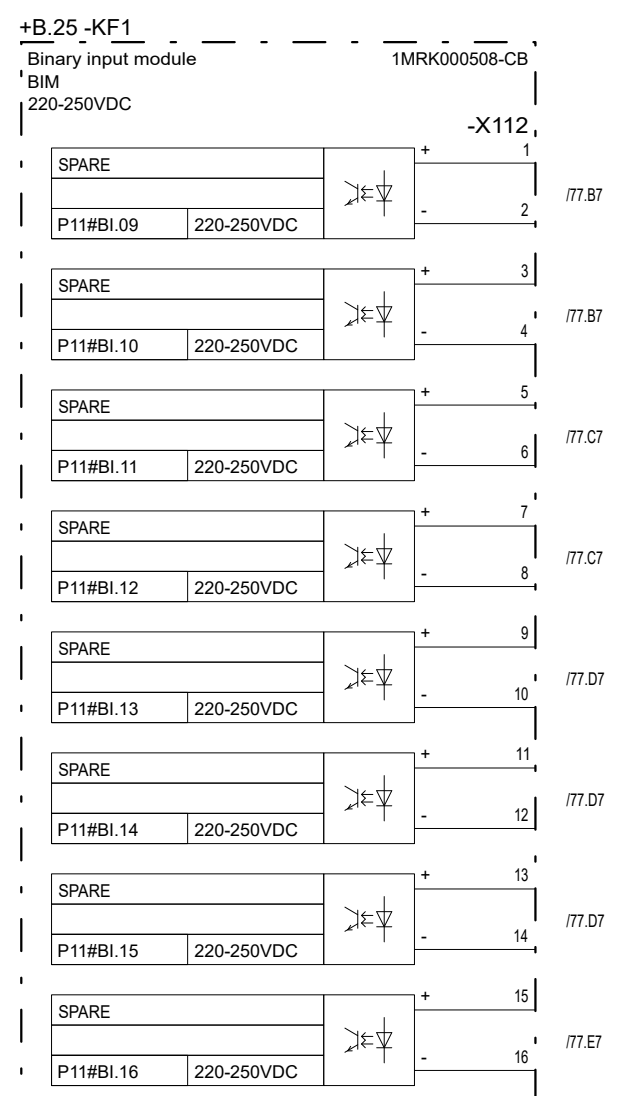 +B.25 -KF1
Binary input module 1MRK000508-CB
BIM
220-250VDC
-X112
+ 1
SPARE
/77.B7
- 2
P11#BI.09 220-250VDC
+ 3
SPARE
/77.B7
- 4
P11#BI.10 220-250VDC
+ 5
SPARE
/77.C7
- 6
P11#BI.11 220-250VDC
+ 7
SPARE
/77.C7
- 8
P11#BI.12 220-250VDC
+ 9
SPARE
/77.D7
- 10
P11#BI.13 220-250VDC
+ 11
SPARE
/77.D7
- 12
P11#BI.14 220-250VDC
+ 13
SPARE
/77.D7
- 14
P11#BI.15 220-250VDC
+ 15
SPARE
/77.E7
- 16
P11#BI.16 220-250VDC